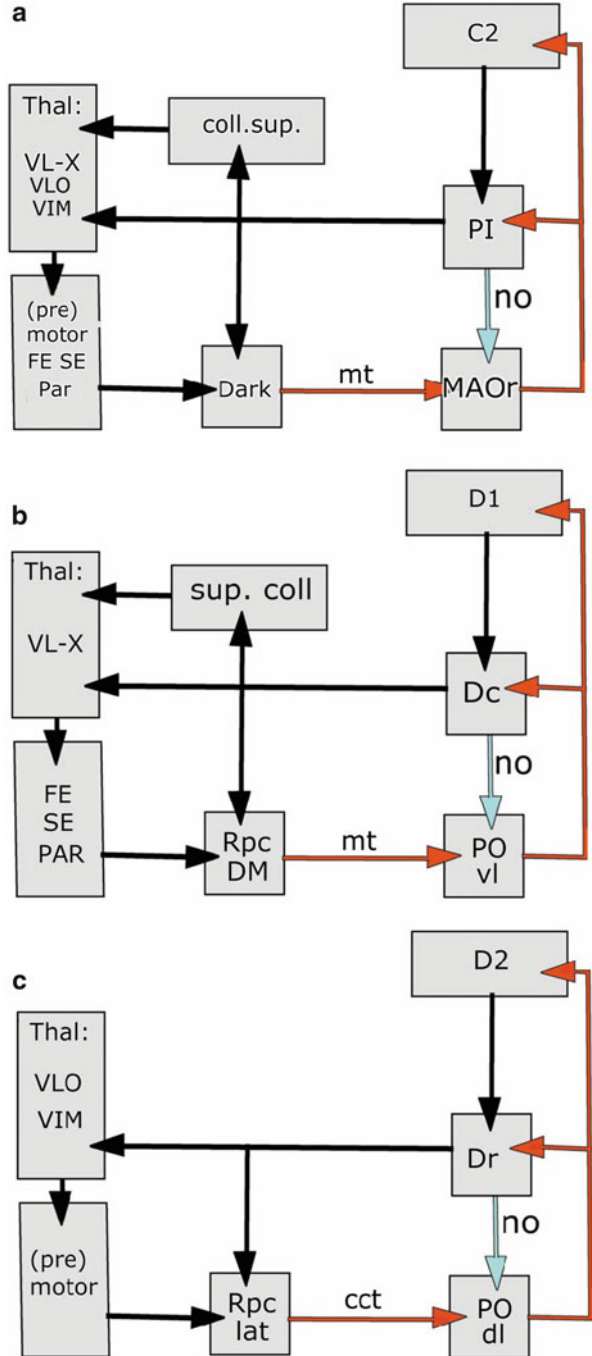 a
C2
Thal:
VL-X
VLO
VIM
coll.sup.
PI
no
(pre)
motor
FE SE
Par
Dark
mt
MAOr
b
D1
Thal:
VL-X
sup. coll
Dc
no
FE
SE
PAR
Rpc
DM
mt
PO
vl
c
D2
Thal:
VLO
VIM
Dr
no
(pre)
motor
Rpc
lat
cct
PO
dl